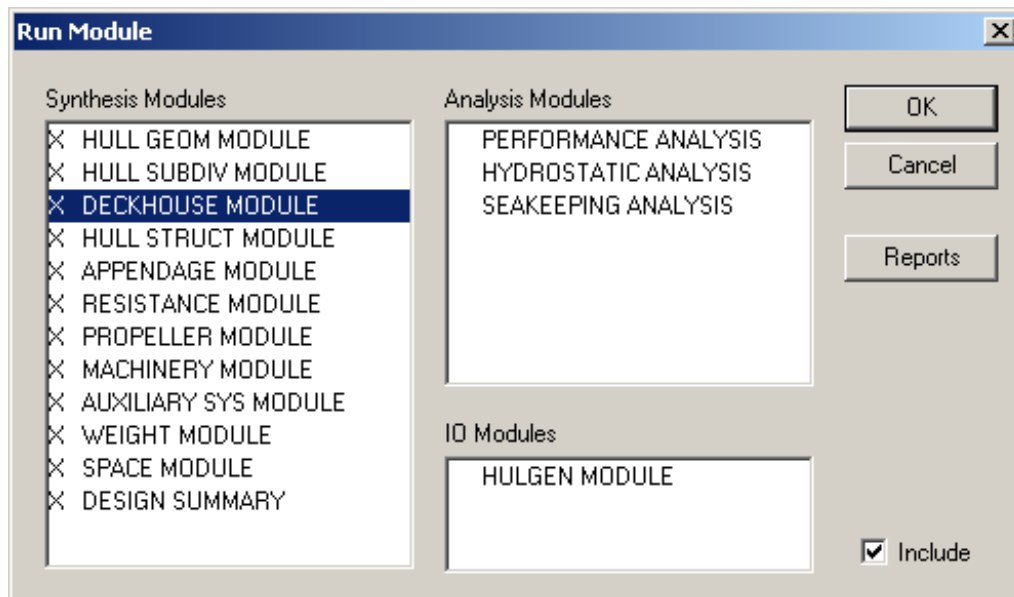 Run Module
Synthesis Modules
X HULL GEOM MODULE
X HULL SUBDIV MODULE
X DECKHOUSE MODULE
X HULL STRUCT MODULE
X APPENDAGE MODULE
X RESISTANCE MODULE
X PROPELLER MODULE
X MACHINERY MODULE
X AUXILIARY SYS MODULE
X WEIGHT MODULE
X SPACE MODULE
X DESIGN SUMMARY
Analysis Modules
PERFORMANCE ANALYSIS
HYDROSTATIC ANALYSIS
SEAKEEPING ANALYSIS
IO Modules
HULGEN MODULE
OK
Cancel
Reports
Include